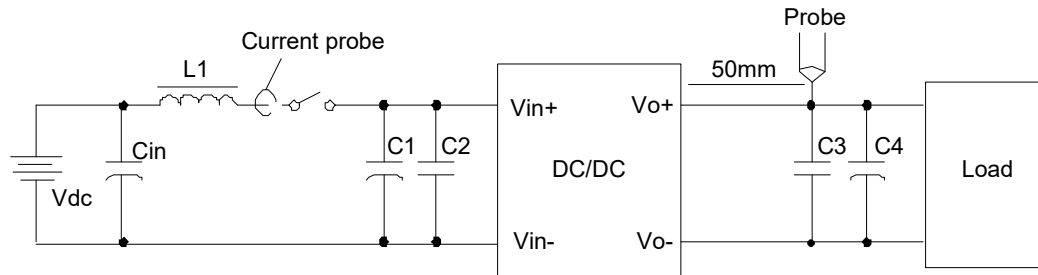 Probe
Current probe
L1
50mm
Vin+
Vo+
Cin
C1
C2
C3
C4
DC/DC
Load
Vdc
Vin-
Vo-